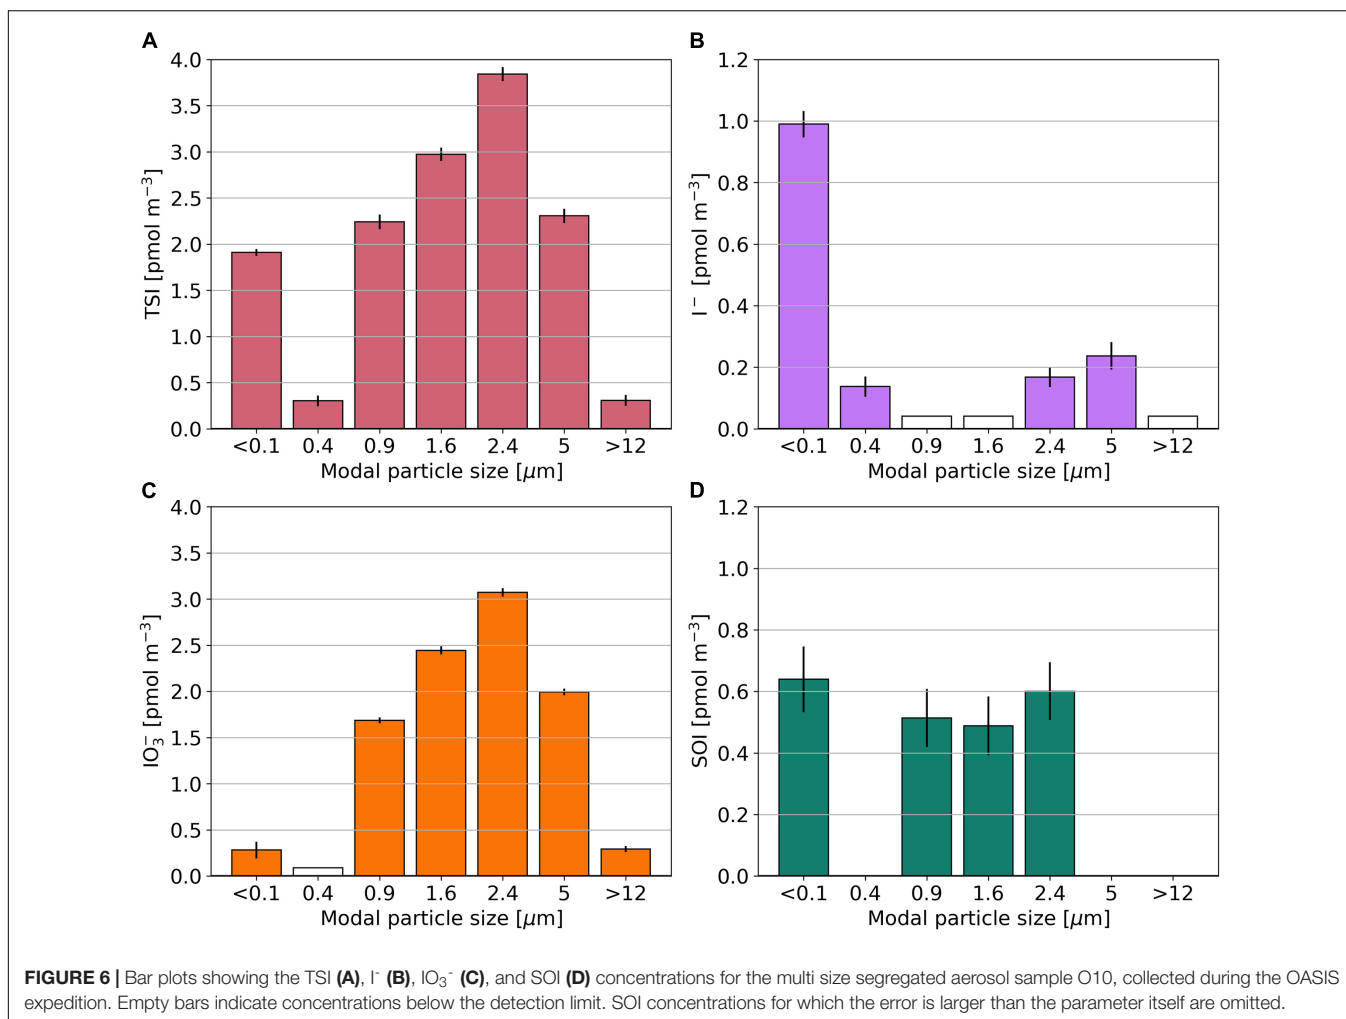 A
4.0
3.5
3.0
2.5
2.0
1.5
1.0
0.5
0.0
TSI [pmol m⁻³]
<0.1 0.4 0.9 1.6 2.4 5 >12
Modal particle size [μm]
B
1.2
1.0
0.8
0.6
0.4
0.2
0.0
I⁻ [pmol m⁻³]
<0.1 0.4 0.9 1.6 2.4 5 >12
Modal particle size [μm]
C
4.0
3.5
3.0
2.5
2.0
1.5
1.0
0.5
0.0
IO₃⁻ [pmol m⁻³]
<0.1 0.4 0.9 1.6 2.4 5 >12
Modal particle size [μm]
D
1.2
1.0
0.8
0.6
0.4
0.2
0.0
SOI [pmol m⁻³]
<0.1 0.4 0.9 1.6 2.4 5 >12
Modal particle size [μm]
FIGURE 6 | Bar plots showing the TSI (A), I⁻ (B), IO₃⁻ (C), and SOI (D) concentrations for the multi size segregated aerosol sample O10, collected during the OASIS
expedition. Empty bars indicate concentrations below the detection limit. SOI concentrations for which the error is larger than the parameter itself are omitted.